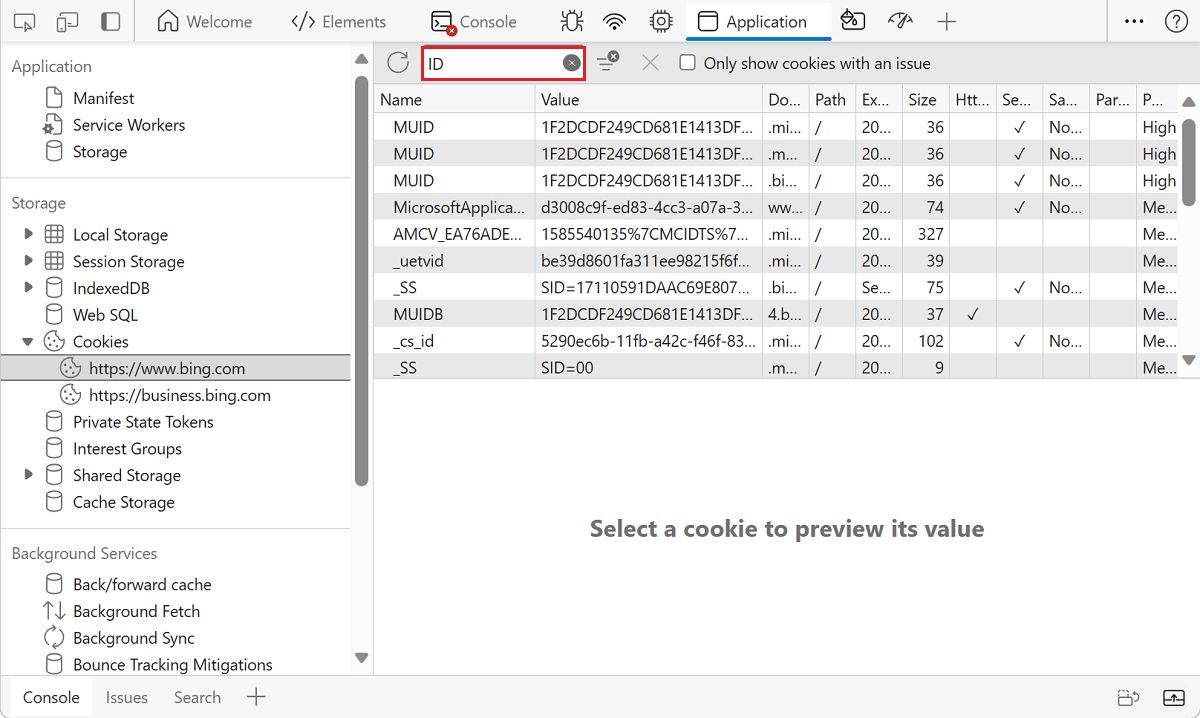 Welcome </> Elements Console Application
Application
Manifest
Service Workers
Storage
Storage
Local Storage
Session Storage
IndexedDB
Web SQL
Cookies
https://www.bing.com
https://business.bing.com
Private State Tokens
Interest Groups
Shared Storage
Cache Storage
Background Services
Back/forward cache
Background Fetch
Background Sync
Bounce Tracking Mitigations
ID Only show cookies with an issue
Name Value Do... Path Ex... Size Htt... Se... Sa... Par... P...
MUID 1F2DCDF249CD681E1413DF... .mi... / 20... 36 ✓ No... High
MUID 1F2DCDF249CD681E1413DF... .m... / 20... 36 ✓ No... High
MUID 1F2DCDF249CD681E1413DF... .bi... / 20... 36 ✓ No... High
MicrosoftApplica... d3008c9f-ed83-4cc3-a07a-3... ww... / 20... 74 ✓ No... Me...
AMCV_EA76ADE... 1585540135%7CMCIDTS%7... .mi... / 20... 327 Me...
_uetvid be39d8601fa311ee98215f6f... .mi... / 20... 39 Me...
_SS SID=17110591DAAC69E807... .bi... / Se... 75 ✓ No... Me...
MUIDB 1F2DCDF249CD681E1413DF... 4.b... / 20... 37 ✓ Me...
_cs_id 5290ec6b-11fb-a42c-f46f-83... .mi... / 20... 102 ✓ No... Me...
_SS SID=00 .m... / 20... 9 Me...
Select a cookie to preview its value
Console Issues Search